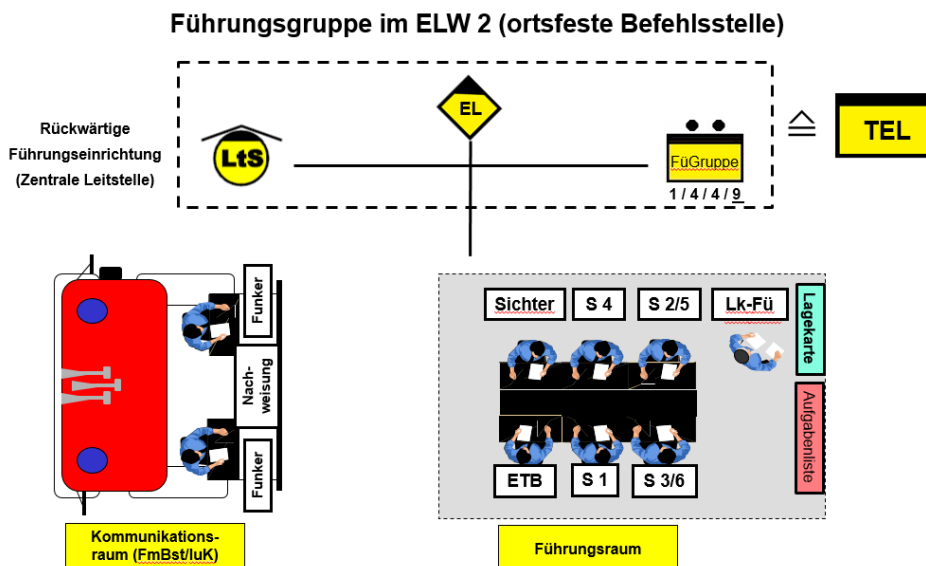 Führungsgruppe im ELW 2 (ortsfeste Befehlsstelle)
Rückwärtige
Führungseinrichtung
(Zentrale Leitstelle)
LtS
EL
FüGruppe
1 / 4 / 4 / 9
≙
TEL
Funker
Nach-
weisung
Funker
Kommunikations-
raum (FmBst/IuK)
Sichter
S 4
S 2/5
Lk-Fü
Lagekarte
Aufgabenliste
ETB
S 1
S 3/6
Führungsraum